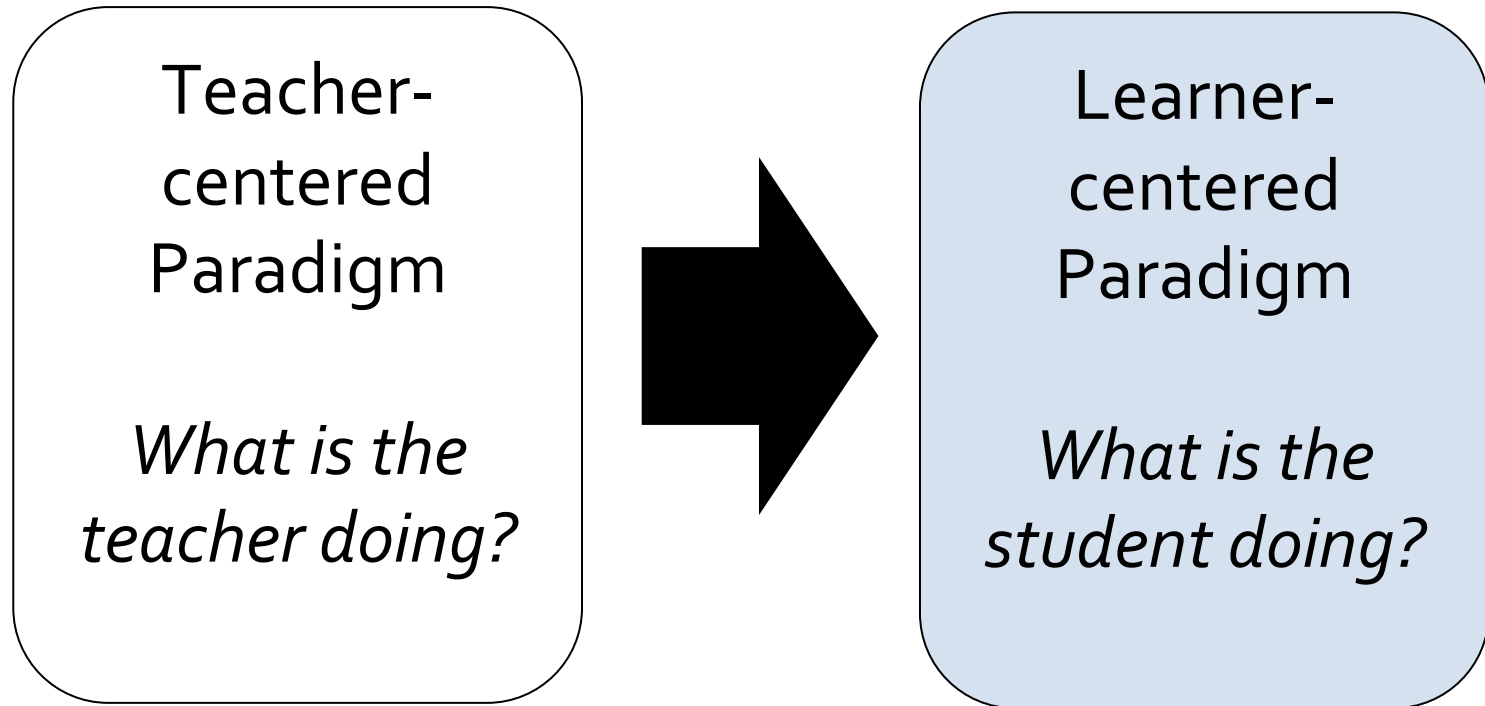 Teacher-
centered
Paradigm
What is the
teacher doing?
Learner-
centered
Paradigm
What is the
student doing?